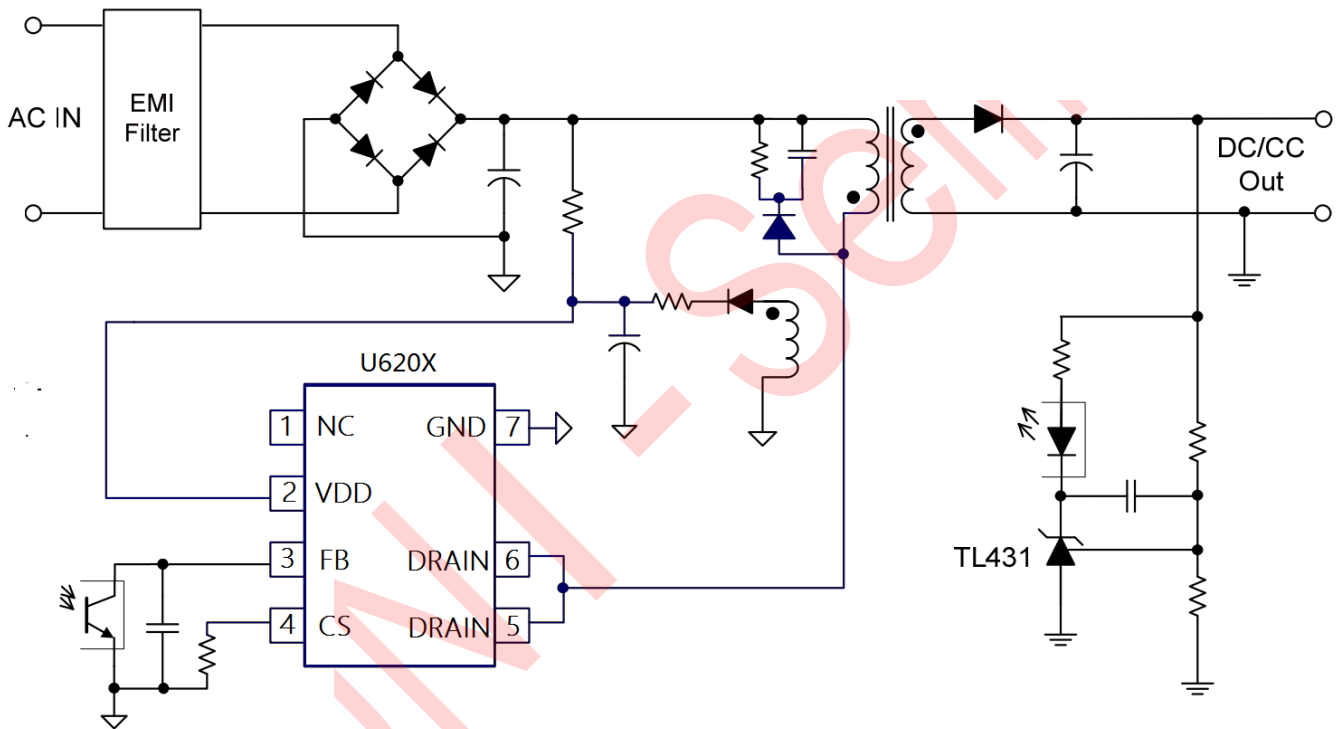 AC IN
EMI
Filter
DC/CC
Out
U620X
1 NC
GND 7
2 VDD
3 FB
DRAIN 6
4 CS
DRAIN 5
TL431